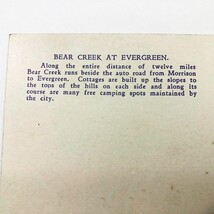 BEAR CREEK AT EVERGREEN.
Along the entire distance of twelve miles
Bear Creek runs beside the auto road from Morrison
to Evergreen. Cottages are built up the slopes to
the tops of the hills on each side and along its
course are many free camping spots maintained by
the city.